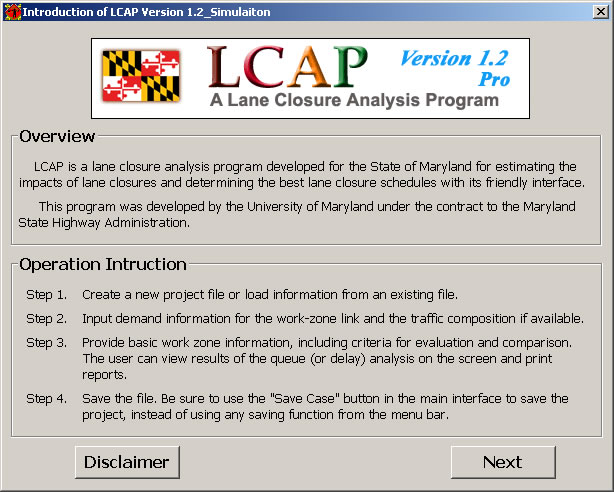 Introduction of LCAP Version 1.2_Simulaiton
LCAP
Version 1.2
Pro
A Lane Closure Analysis Program
Overview
LCAP is a lane closure analysis program developed for the State of Maryland for estimating the
impacts of lane closures and determining the best lane closure schedules with its friendly interface.
This program was developed by the University of Maryland under the contract to the Maryland
State Highway Administration.
Operation Intruction
Step 1. Create a new project file or load information from an existing file.
Step 2. Input demand information for the work-zone link and the traffic composition if available.
Step 3. Provide basic work zone information, including criteria for evaluation and comparison.
The user can view results of the queue (or delay) analysis on the screen and print
reports.
Step 4. Save the file. Be sure to use the "Save Case" button in the main interface to save the
project, instead of using any saving function from the menu bar.
Disclaimer
Next